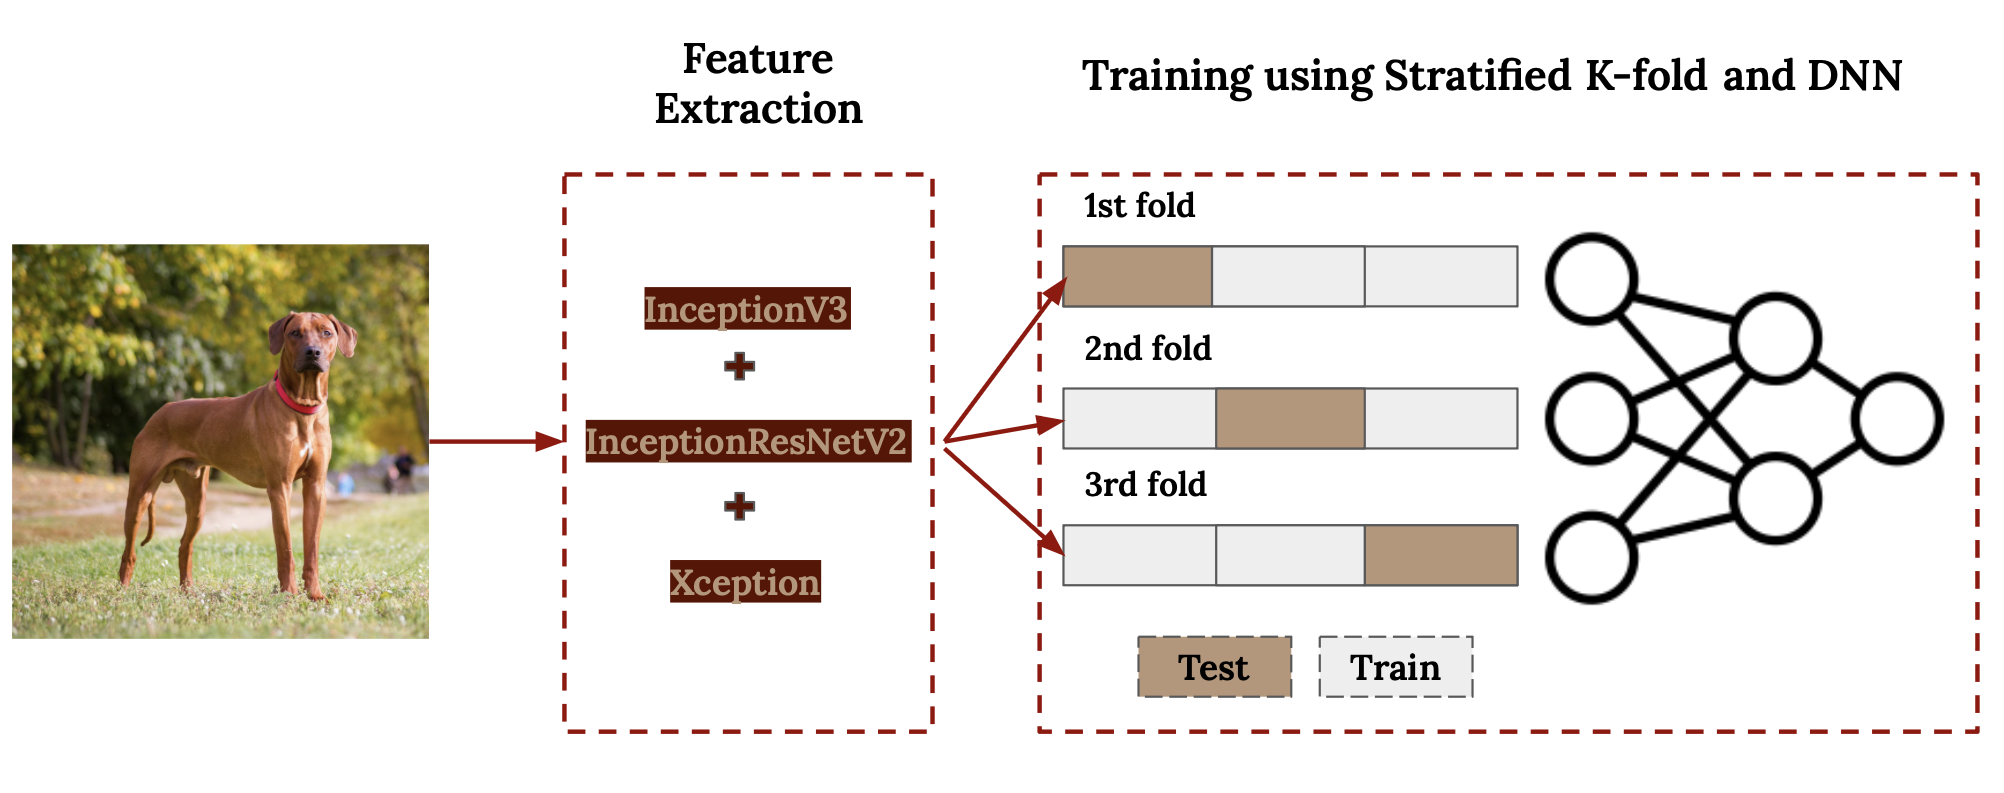 Feature
Extraction
Training using Stratified K-fold and DNN
InceptionV3
InceptionResNetV2
Xception
1st fold
2nd fold
3rd fold
Test
Train